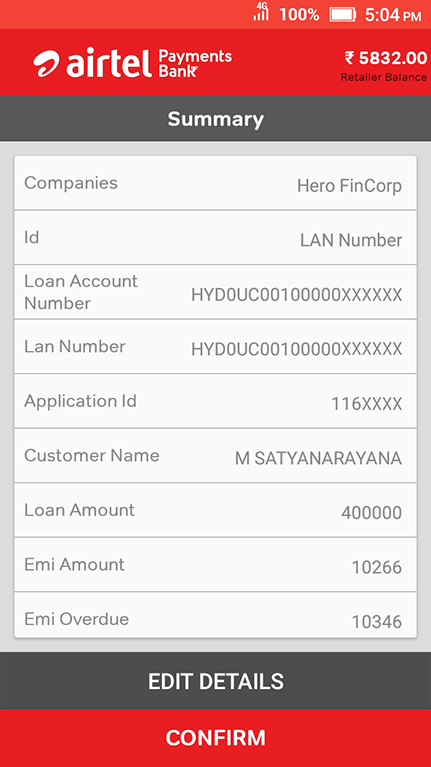 4G 100% 5:04 PM
airtel Payments Bank
₹ 5832.00
Retailer Balance
Summary
Companies Hero FinCorp
Id LAN Number
Loan Account
Number HYD0UC00100000XXXXXX
Lan Number HYD0UC00100000XXXXXX
Application Id 116XXXX
Customer Name M SATYANARAYANA
Loan Amount 400000
Emi Amount 10266
Emi Overdue 10346
EDIT DETAILS
CONFIRM